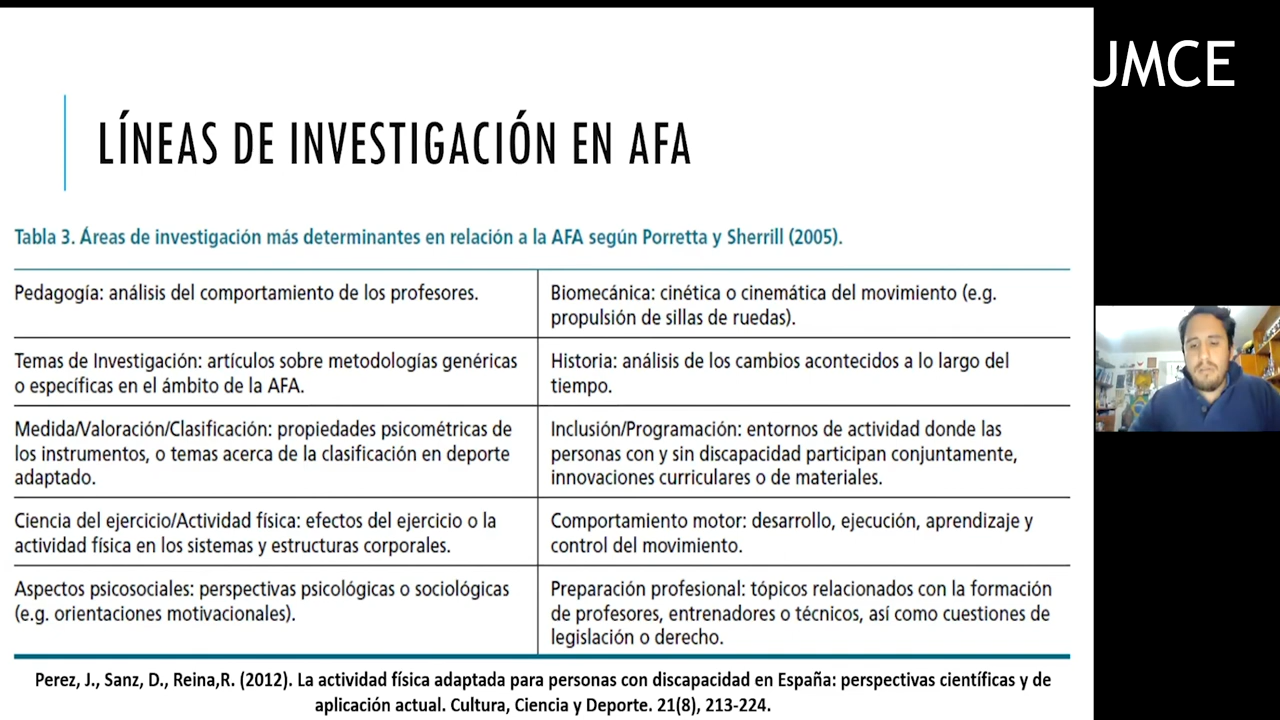 UMCE
LÍNEAS DE INVESTIGACIÓN EN AFA
Tabla 3. Áreas de investigación más determinantes en relación a la AFA según Porretta y Sherrill (2005).
Pedagogía: análisis del comportamiento de los profesores.
Biomecánica: cinética o cinemática del movimiento (e.g.
propulsión de sillas de ruedas).
Temas de Investigación: artículos sobre metodologías genéricas
o específicas en el ámbito de la AFA.
Historia: análisis de los cambios acontecidos a lo largo del
tiempo.
Medida/Valoración/Clasificación: propiedades psicométricas de
los instrumentos, o temas acerca de la clasificación en deporte
adaptado.
Inclusión/Programación: entornos de actividad donde las
personas con y sin discapacidad participan conjuntamente,
innovaciones curriculares o de materiales.
Ciencia del ejercicio/Actividad física: efectos del ejercicio o la
actividad física en los sistemas y estructuras corporales.
Comportamiento motor: desarrollo, ejecución, aprendizaje y
control del movimiento.
Aspectos psicosociales: perspectivas psicológicas o sociológicas
(e.g. orientaciones motivacionales).
Preparación profesional: tópicos relacionados con la formación
de profesores, entrenadores o técnicos, así como cuestiones de
legislación o derecho.
Perez, J., Sanz, D., Reina,R. (2012). La actividad física adaptada para personas con discapacidad en España: perspectivas científicas y de
aplicación actual. Cultura, Ciencia y Deporte. 21(8), 213-224.